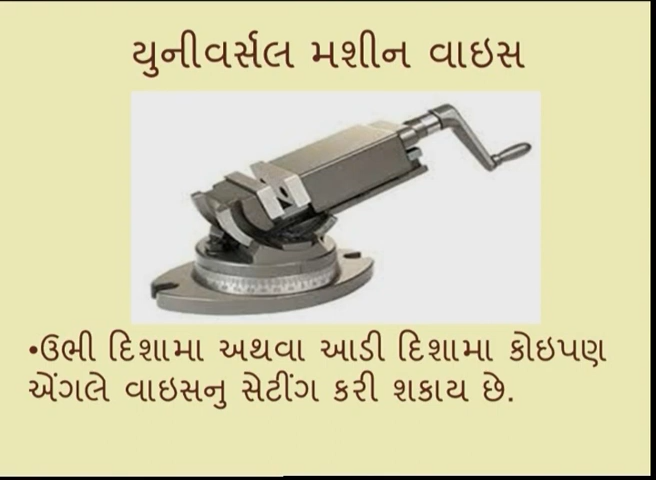 યુનીવર્સલ મશીન વાઇસ
•ઉભી દિશામા અથવા આડી દિશામા કોઇપણ
એંગલે વાઇસનુ સેટીંગ કરી શકાય છે.